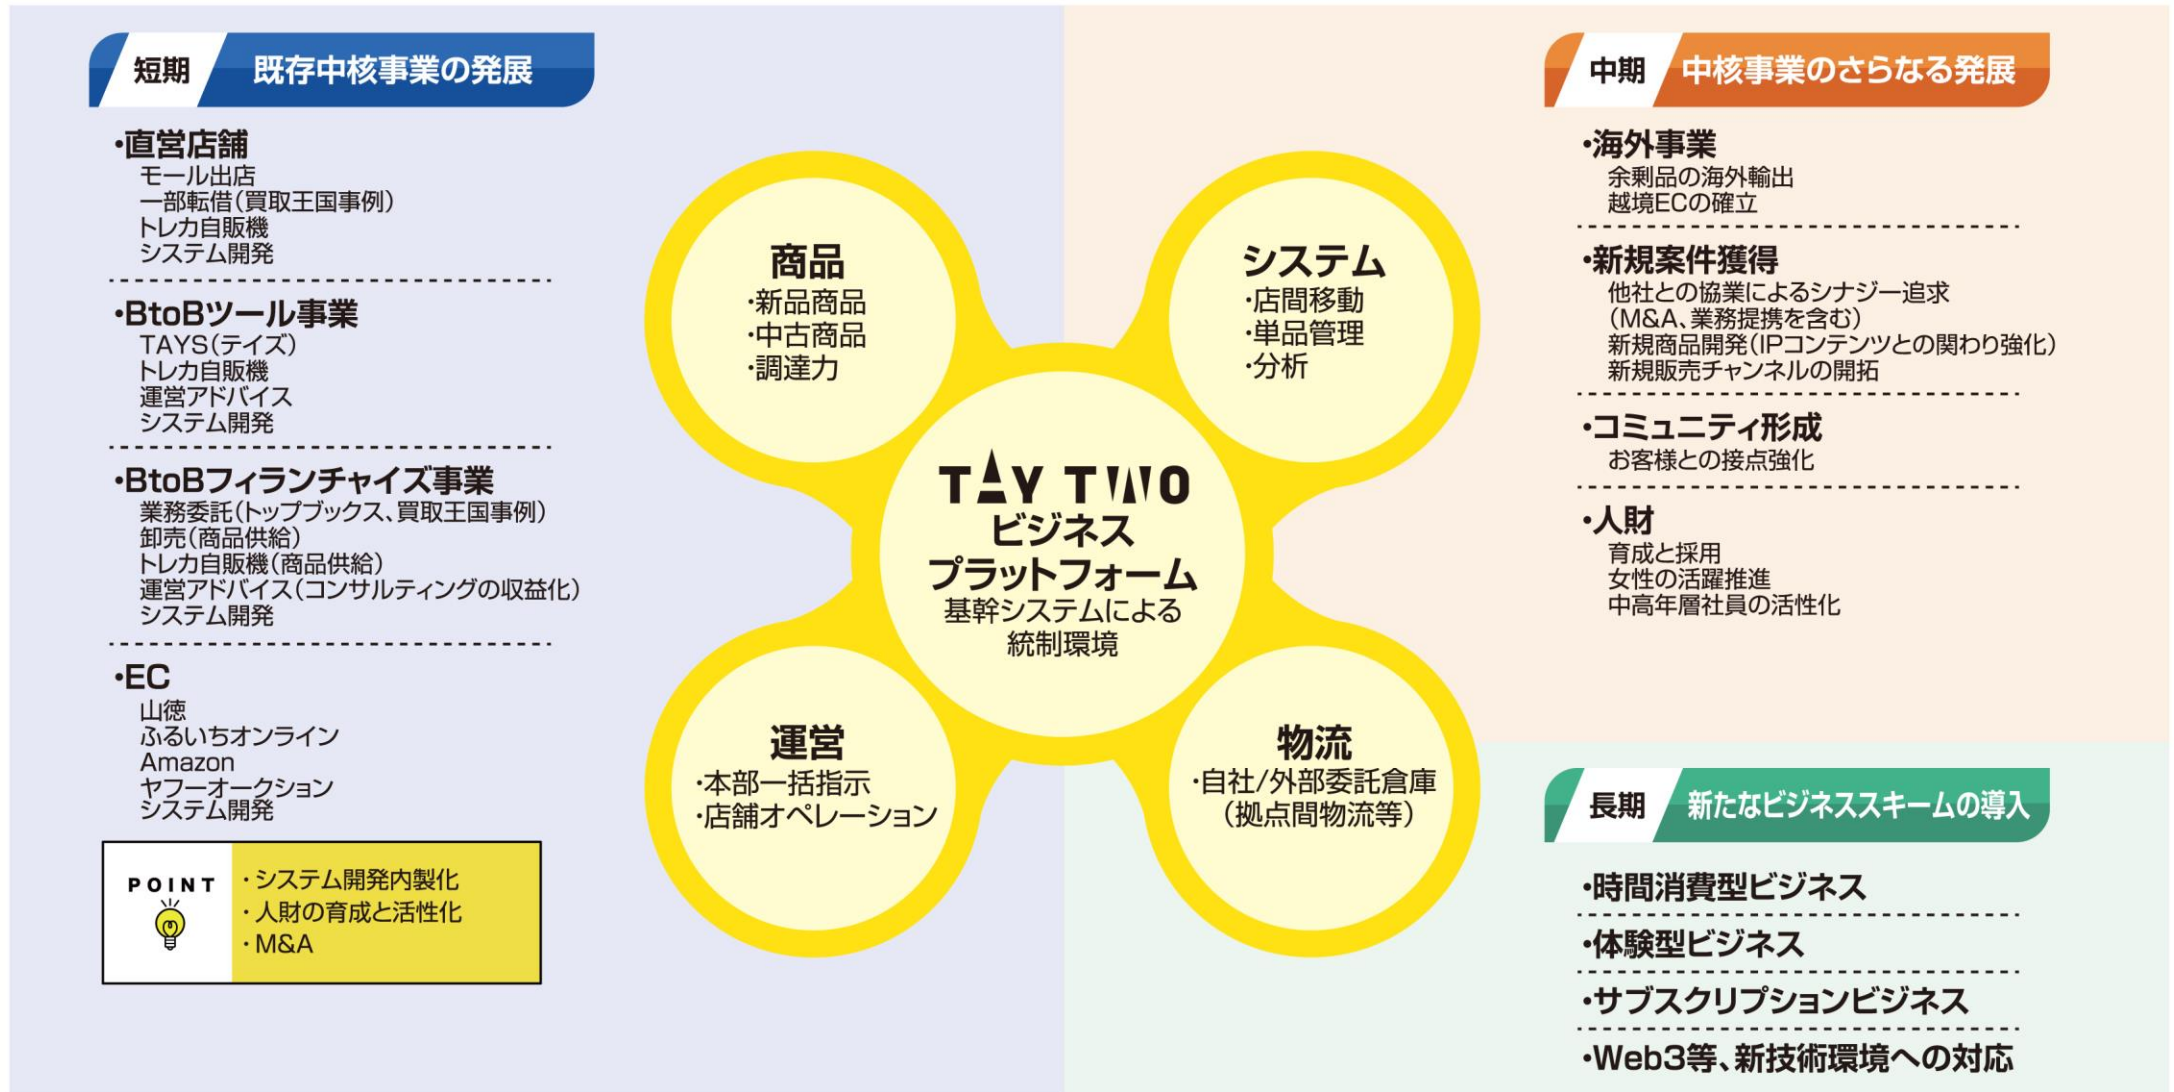 短期 既存中核事業の発展
・直営店舗
モール出店
一部転借(買取王国事例)
トレカ自販機
システム開発
・BtoBツール事業
TAYS(テイズ)
トレカ自販機
運営アドバイス
システム開発
・BtoBフィランチャイズ事業
業務委託(トップブックス、買取王国事例)
卸売(商品供給)
トレカ自販機(商品供給)
運営アドバイス(コンサルティングの収益化)
システム開発
・EC
山徳
ふるいちオンライン
Amazon
ヤフーオークション
システム開発
POINT
・システム開発内製化
・人財の育成と活性化
・M&A
商品
・新品商品
・中古商品
・調達力
システム
・店間移動
・単品管理
・分析
TAY TWO
ビジネス
プラットフォーム
基幹システムによる
統制環境
運営
・本部一括指示
・店舗オペレーション
物流
・自社/外部委託倉庫
(拠点間物流等)
中期 中核事業のさらなる発展
・海外事業
余剰品の海外輸出
越境ECの確立
・新規案件獲得
他社との協業によるシナジー追求
(M&A、業務提携を含む)
新規商品開発(IPコンテンツとの関わり強化)
新規販売チャンネルの開拓
・コミュニティ形成
お客様との接点強化
・人財
育成と採用
女性の活躍推進
中高年層社員の活性化
長期 新たなビジネススキームの導入
・時間消費型ビジネス
・体験型ビジネス
・サブスクリプションビジネス
・Web3等、新技術環境への対応